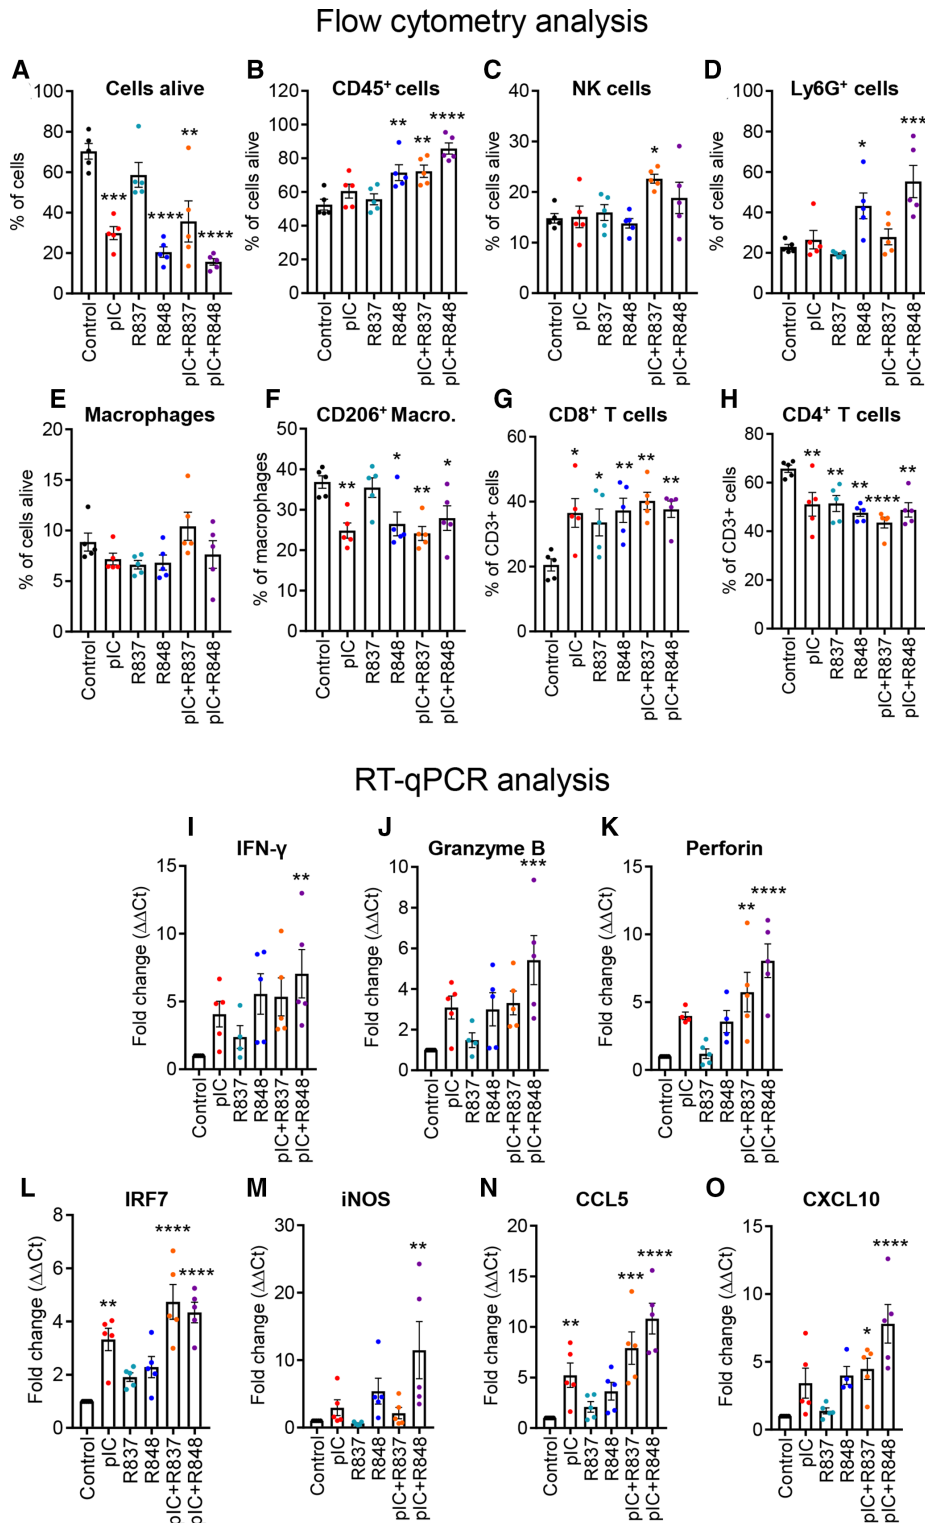 Flow cytometry analysis
A B C D
Cells alive CD45+ cells NK cells Ly6G+ cells
% of cells
100
80
60
40
20
0
***
****
**
****
Control pIC R837 R848 pIC+R837 pIC+R848
% of cells alive
120
100
80
60
40
20
0
**
**
****
Control pIC R837 R848 pIC+R837 pIC+R848
% of cells alive
40
30
20
10
0
*
Control pIC R837 R848 pIC+R837 pIC+R848
% of cells alive
100
80
60
40
20
0
*
***
Control pIC R837 R848 pIC+R837 pIC+R848
E F G H
Macrophages CD206+ Macro. CD8+ T cells CD4+ T cells
% of cells alive
20
15
10
5
0
Control pIC R837 R848 pIC+R837 pIC+R848
% of macrophages
50
40
30
20
10
0
**
*
**
*
Control pIC R837 R848 pIC+R837 pIC+R848
% of CD3+ cells
60
40
20
0
*
*
**
**
**
Control pIC R837 R848 pIC+R837 pIC+R848
% of CD3+ cells
80
60
40
20
0
**
**
**
****
**
Control pIC R837 R848 pIC+R837 pIC+R848
RT-qPCR analysis
I J K
IFN-γ Granzyme B Perforin
Fold change (ΔΔCt)
15
10
5
0
**
Control pIC R837 R848 pIC+R837 pIC+R848
Fold change (ΔΔCt)
10
8
6
4
2
0
***
Control pIC R837 R848 pIC+R837 pIC+R848
Fold change (ΔΔCt)
15
10
5
0
**
****
Control pIC R837 R848 pIC+R837 pIC+R848
L M N O
IRF7 iNOS CCL5 CXCL10
Fold change (ΔΔCt)
8
6
4
2
0
**
****
****
Control pIC R837 R848 pIC+R837 pIC+R848
Fold change (ΔΔCt)
30
20
10
0
**
Control pIC R837 R848 pIC+R837 pIC+R848
Fold change (ΔΔCt)
20
15
10
5
0
**
***
****
Control pIC R837 R848 pIC+R837 pIC+R848
Fold change (ΔΔCt)
15
10
5
0
*
****
Control pIC R837 R848 pIC+R837 pIC+R848